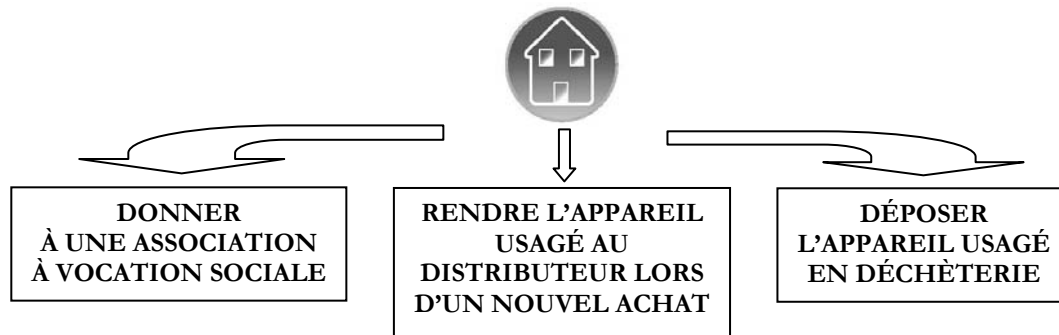 DONNER
À UNE ASSOCIATION
À VOCATION SOCIALE
RENDRE L'APPAREIL
USAGÉ AU
DISTRIBUTEUR LORS
D'UN NOUVEL ACHAT
DÉPOSER
L'APPAREIL USAGÉ
EN DÉCHÈTERIE